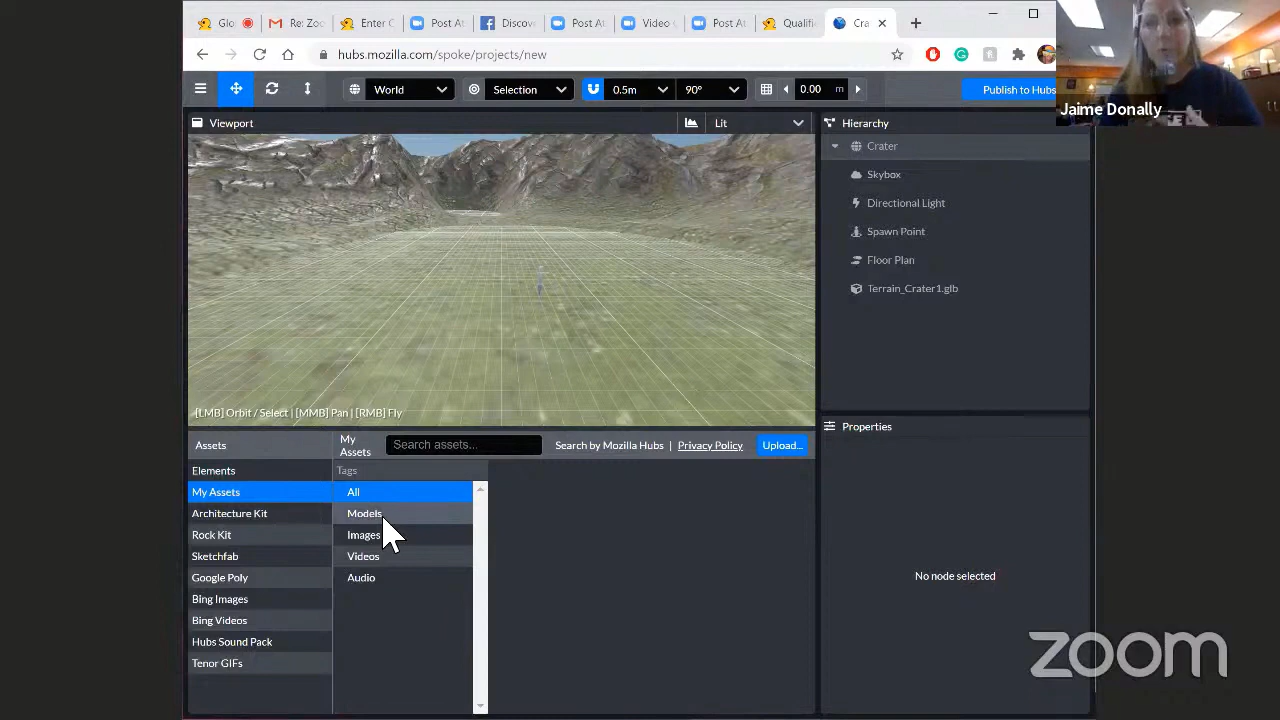 Glo
Re: Zo
Enter C
Post At
Discov
Post At
Video
Post At
Qualifi
Cra
hubs.mozilla.com/spoke/projects/new
World
Selection
0.5m
90°
0.00 m
Publish to Hubs
Jaime Donally
Viewport
Lit
Hierarchy
Crater
Skybox
Directional Light
Spawn Point
Floor Plan
Terrain_Crater1.glb
[LMB] Orbit / Select | [MMB] Pan | [RMB] Fly
Assets
My Assets
Search assets...
Search by Mozilla Hubs | Privacy Policy
Upload...
Properties
Elements
My Assets
Architecture Kit
Rock Kit
Sketchfab
Google Poly
Bing Images
Bing Videos
Hubs Sound Pack
Tenor GIFs
Tags
All
Models
Images
Videos
Audio
No node selected
zoom